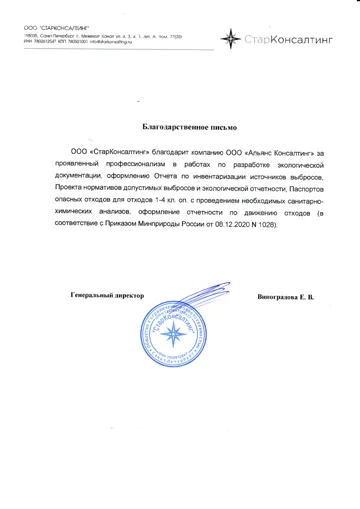 ООО "СТАРКОНСАЛТИНГ"
СтарКонсалтинг
Благодарственное письмо
ООО «СтарКонсалтинг» благодарит компанию ООО «Альянс Консалтинг» за
проявленный профессионализм в работах по разработке экологической
документации, оформлению Отчета по инвентаризации источников выбросов,
Проекта нормативов допустимых выбросов и экологической отчетности, Паспортов
опасных отходов для отходов 1-4 кл. оп. с проведением необходимых санитарно-
химических анализов, оформление отчетности по движению отходов (в
соответствие с Приказом Минприроды России от 08.12.2020 N 1028).
Генеральный директор
Виноградова Е. В.
"СтарКонсалтинг"